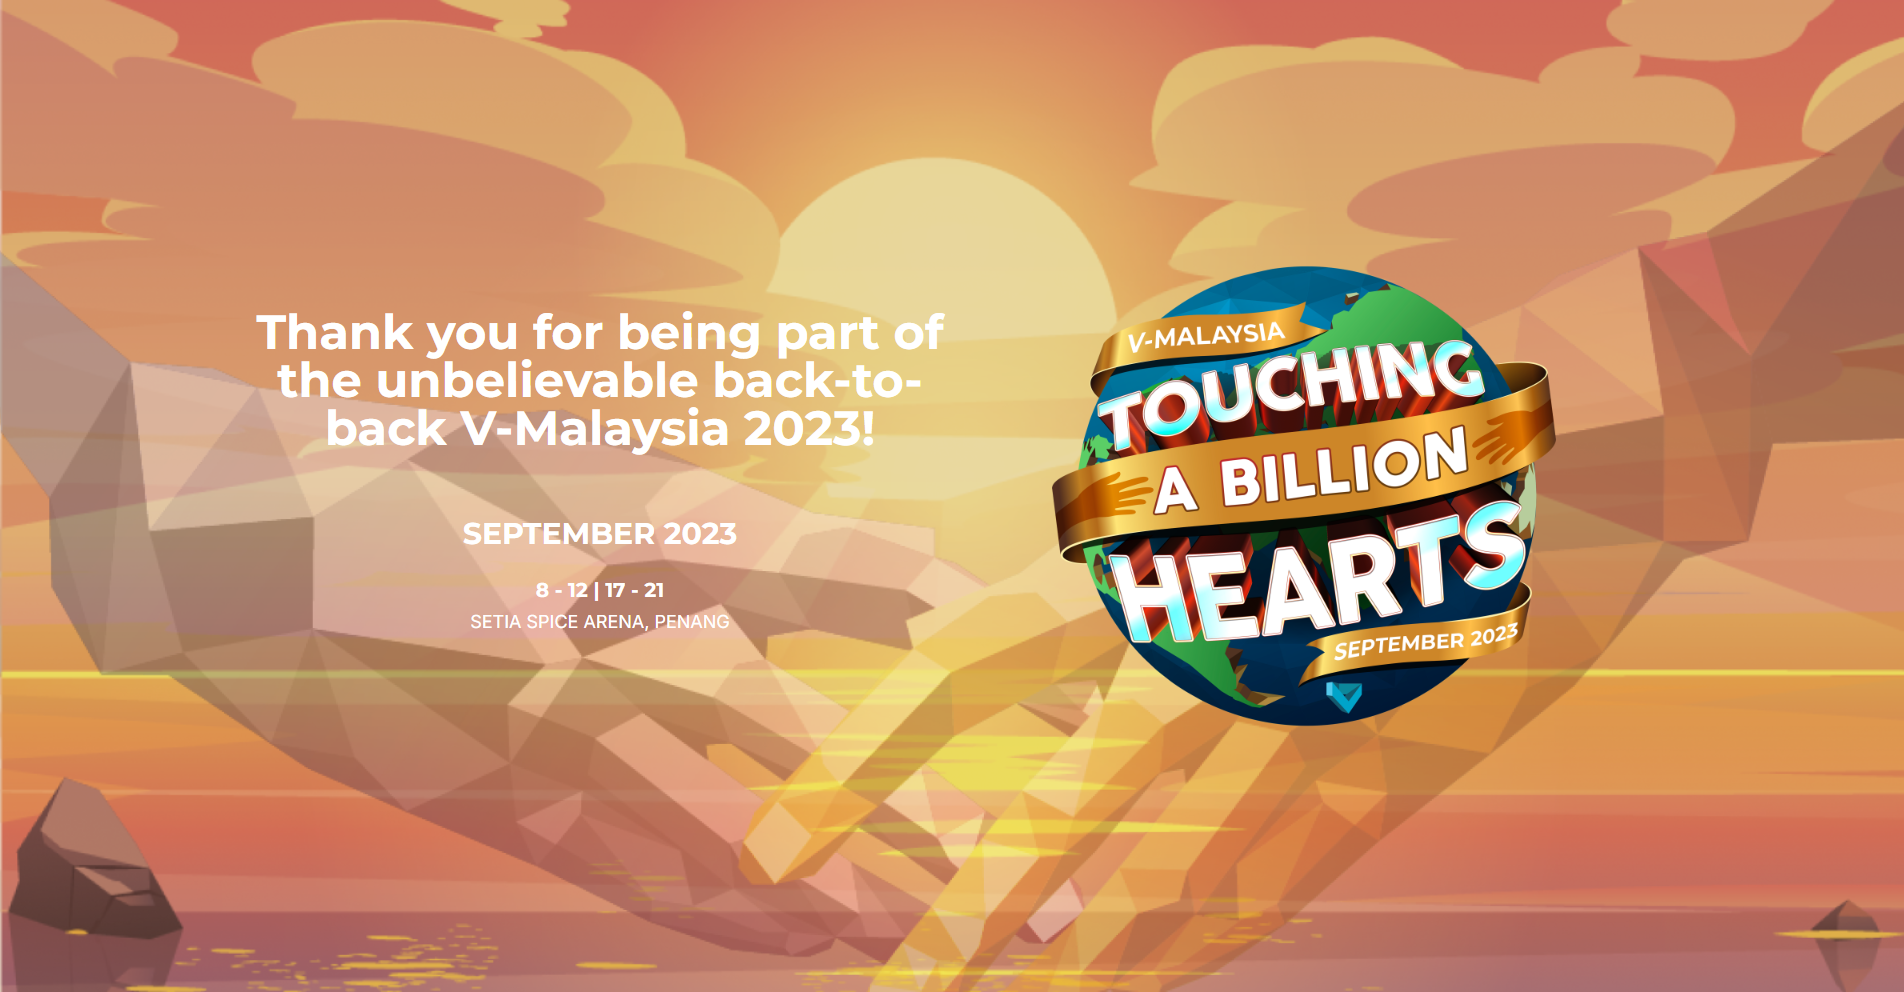 Thank you for being part of
the unbelievable back-to-
back V-Malaysia 2023!
SEPTEMBER 2023
8 - 12 | 17 - 21
SETIA SPICE ARENA, PENANG
V-MALAYSIA
TOUCHING
A BILLION
HEARTS
SEPTEMBER 2023